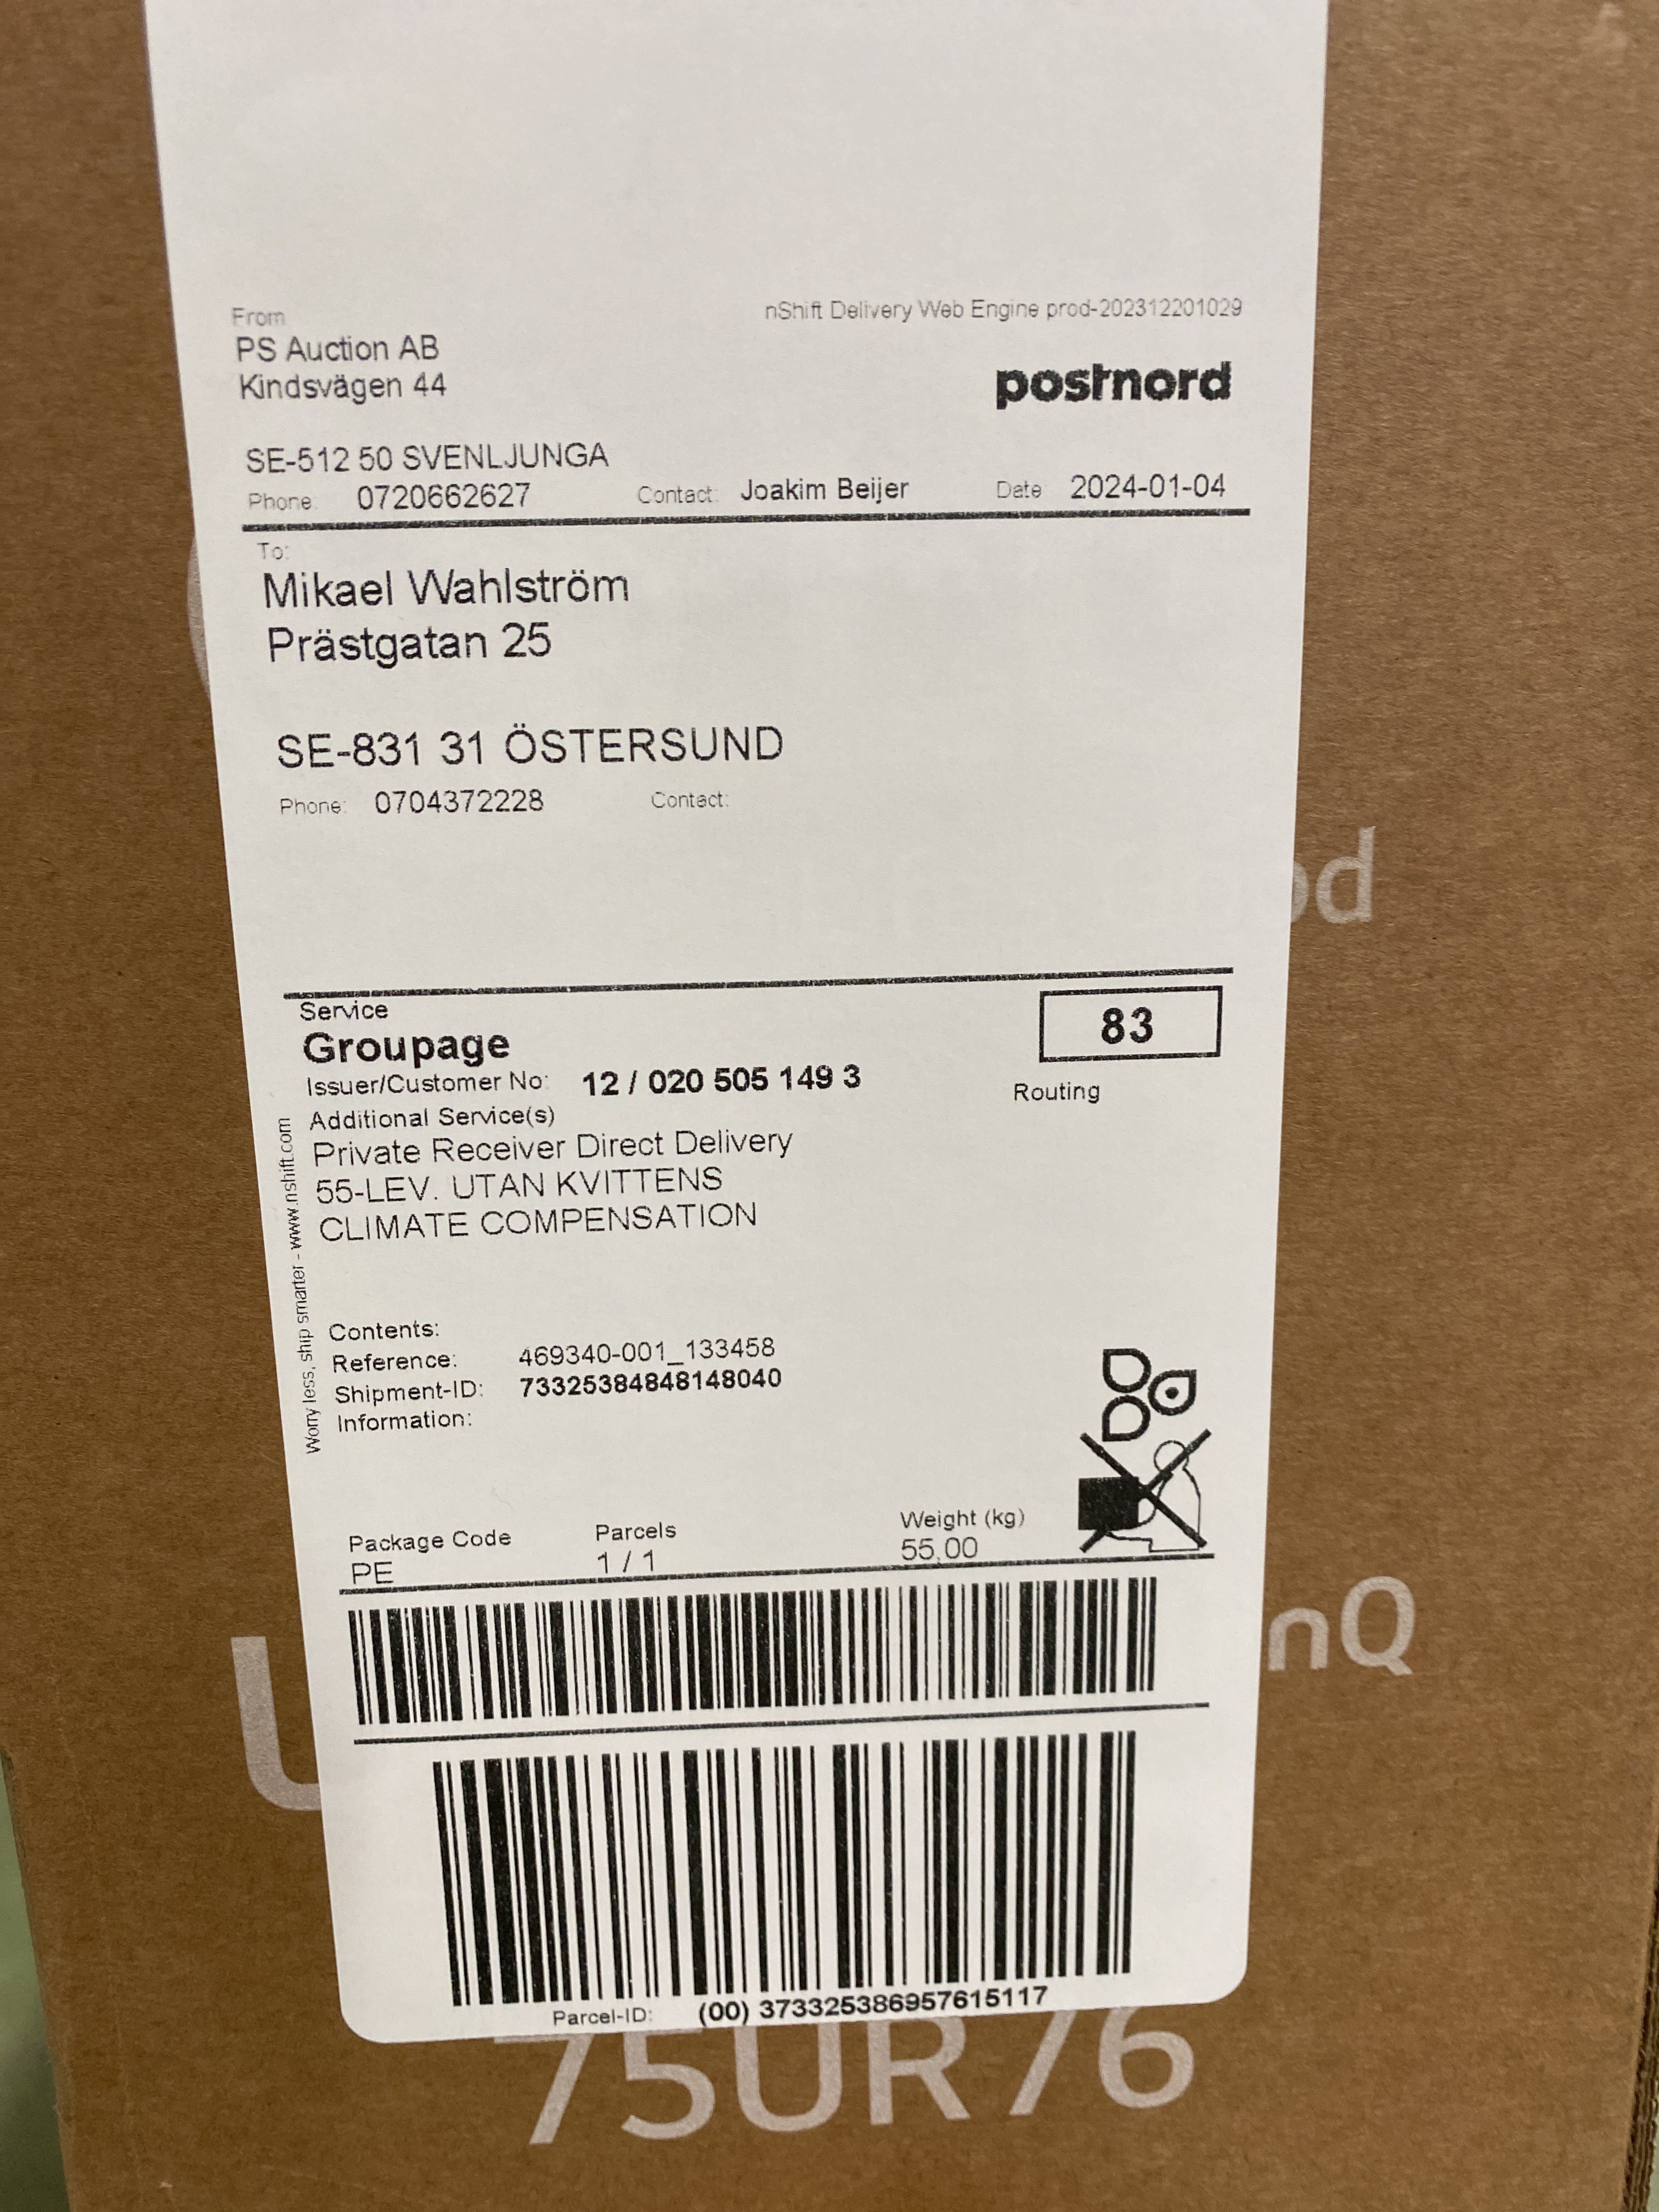 From
nShift Delivery Web Engine prod-202312201029
PS Auction AB
Kindsvägen 44
postnord
SE-512 50 SVENLJUNGA
Phone: 0720662627 Contact: Joakim Beijer Date 2024-01-04
To:
Mikael Wahlström
Prästgatan 25
SE-831 31 ÖSTERSUND
Phone: 0704372228 Contact:
Service
Groupage
83
Issuer/Customer No: 12 / 020 505 149 3
Routing
Additional Service(s)
Private Receiver Direct Delivery
55-LEV. UTAN KVITTENS
CLIMATE COMPENSATION
Worry less, ship smarter - www.nshift.com
Contents:
Reference: 469340-001_133458
Shipment-ID: 73325384848148040
Information:
Package Code Parcels Weight (kg)
PE 1 / 1 55,00
Parcel-ID: (00) 373325386957615117
nQ
75UR76